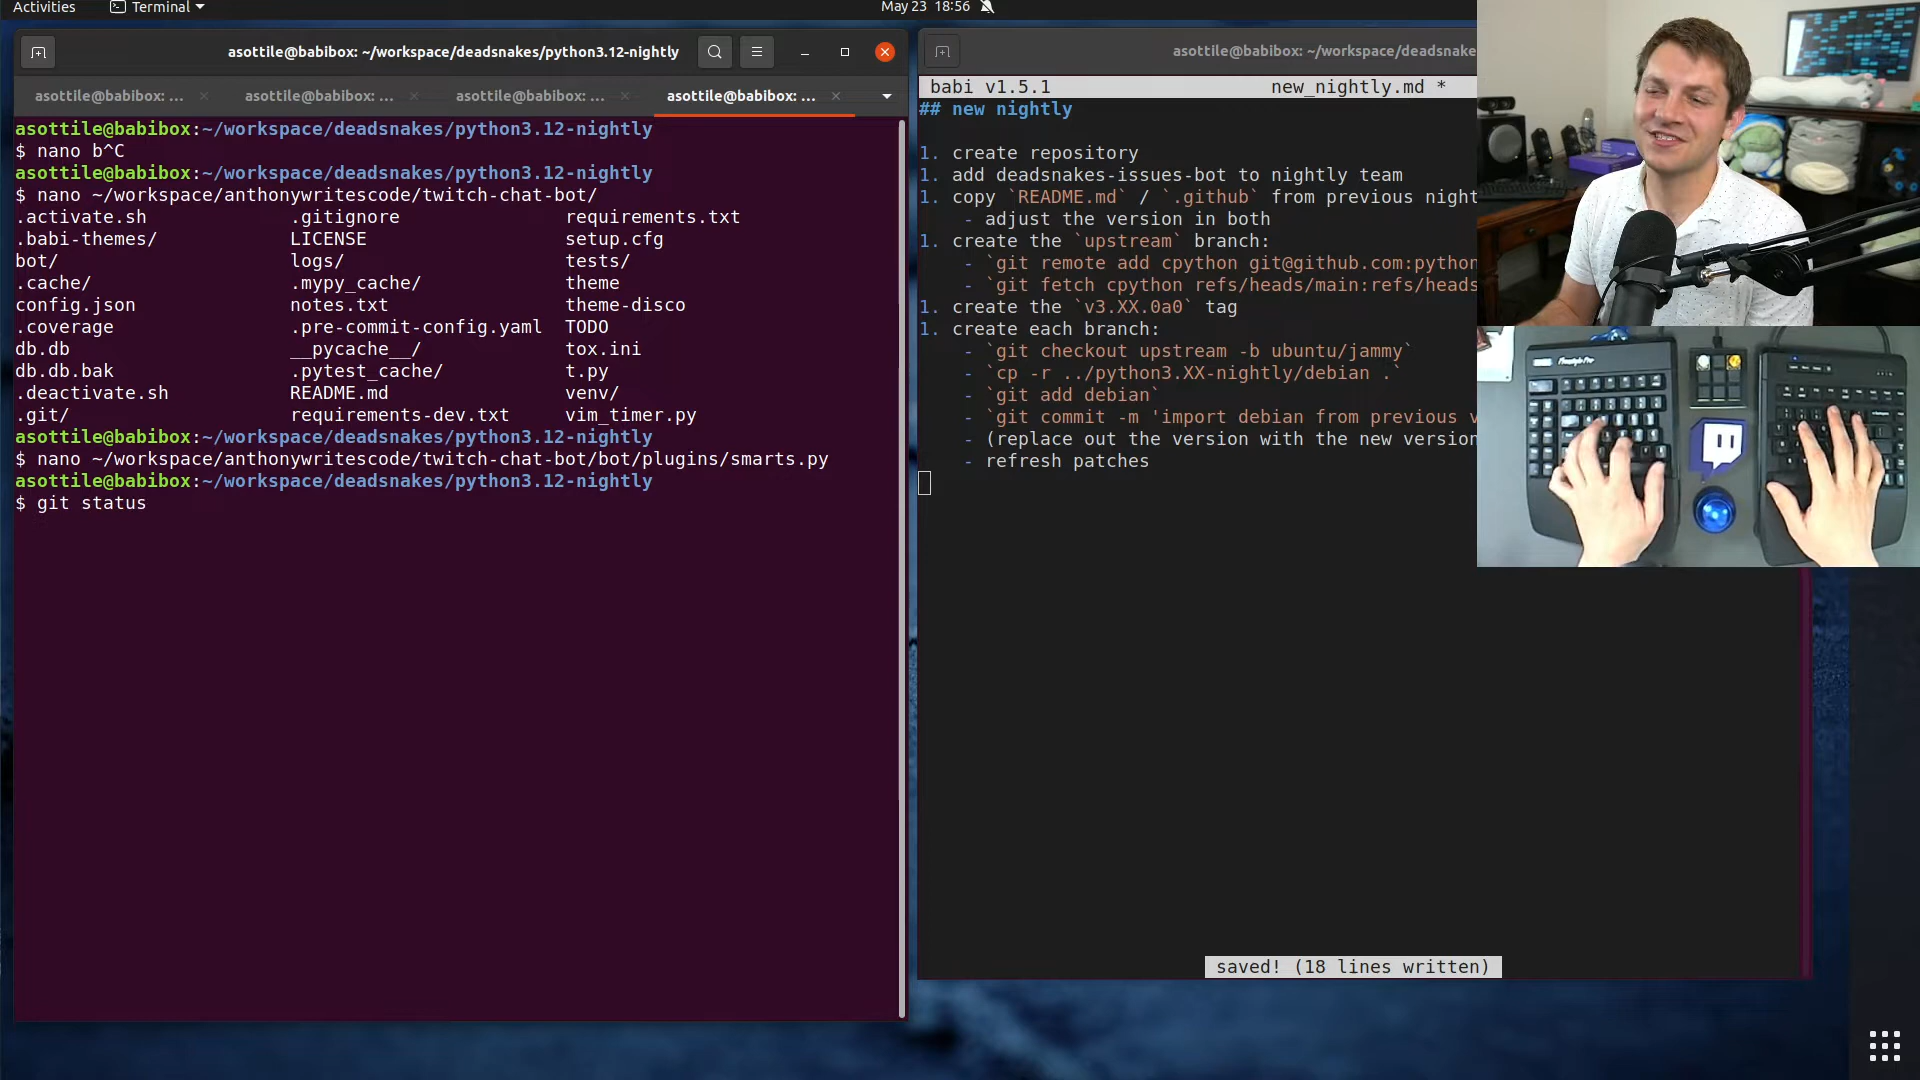 Activities
Terminal
May 23 18:56
asottile@babibox: ~/workspace/deadsnakes/python3.12-nightly
asottile@babibox: ...
asottile@babibox: ...
asottile@babibox: ...
asottile@babibox: ...
asottile@babibox:~/workspace/deadsnakes/python3.12-nightly
$ nano b^C
asottile@babibox:~/workspace/deadsnakes/python3.12-nightly
$ nano ~/workspace/anthonywritescode/twitch-chat-bot/
.activate.sh .gitignore requirements.txt
.babi-themes/ LICENSE setup.cfg
bot/ logs/ tests/
.cache/ .mypy_cache/ theme
config.json notes.txt theme-disco
.coverage .pre-commit-config.yaml TODO
db.db __pycache__/ tox.ini
db.db.bak .pytest_cache/ t.py
.deactivate.sh README.md venv/
.git/ requirements-dev.txt vim_timer.py
asottile@babibox:~/workspace/deadsnakes/python3.12-nightly
$ nano ~/workspace/anthonywritescode/twitch-chat-bot/bot/plugins/smarts.py
asottile@babibox:~/workspace/deadsnakes/python3.12-nightly
$ git status
asottile@babibox: ~/workspace/deadsnake
babi v1.5.1 new_nightly.md *
## new nightly
1. create repository
1. add deadsnakes-issues-bot to nightly team
1. copy `README.md` / `.github` from previous night
- adjust the version in both
1. create the `upstream` branch:
- `git remote add cpython git@github.com:python
- `git fetch cpython refs/heads/main:refs/heads
1. create the `v3.XX.0a0` tag
1. create each branch:
- `git checkout upstream -b ubuntu/jammy`
- `cp -r ../python3.XX-nightly/debian .`
- `git add debian`
- `git commit -m 'import debian from previous v
- (replace out the version with the new version
- refresh patches
saved! (18 lines written)